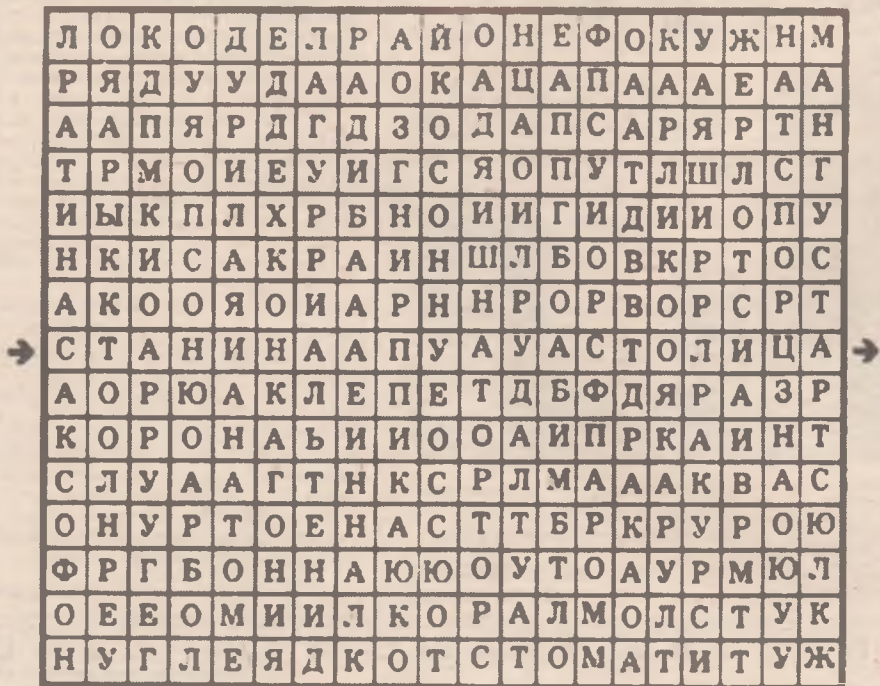 Л О К О Д Е Л Р А Й О Н Е Ф О К У Ж Н М
Р Я Д У У Д А А О К А Ц А П А А А Е А А
А А П Я Р Д Г Д З О Д А П С А Р Я Р Т Н
Т Р М О И Е У И Г С Я О П У Т Л Ш Л С Г
И Ы К П Л Х Р Б Н О И И Г И Д И И О П У
Н К И С А К Р А И Н Ш Л Б О В К Р Т О С
А К О О Я О И А Р Н Н Р О Р В О Р С Р Т
С Т А Н И Н А А П У А У А С Т О Л И Ц А
А О Р Ю А К Л Е П Е Т Д Б Ф Д Я Р А З Р
К О Р О Н А Ь И И О О А И П Р К А И Н Т
С Л У А А Г Т Н К С Р Л М А А А К В А С
О Н У Р Т О Е Н А С Т Т Б Р К Р У Р О Ю
Ф Р Г Б О Н Н А Ю Ю О У Т О А У Р М Ю Л
О Е Е О М И И Л К О Р А Л М О Л С Т У К
Н У Г Л Е Я Д К О Т С Т О М А Т И Т У Ж